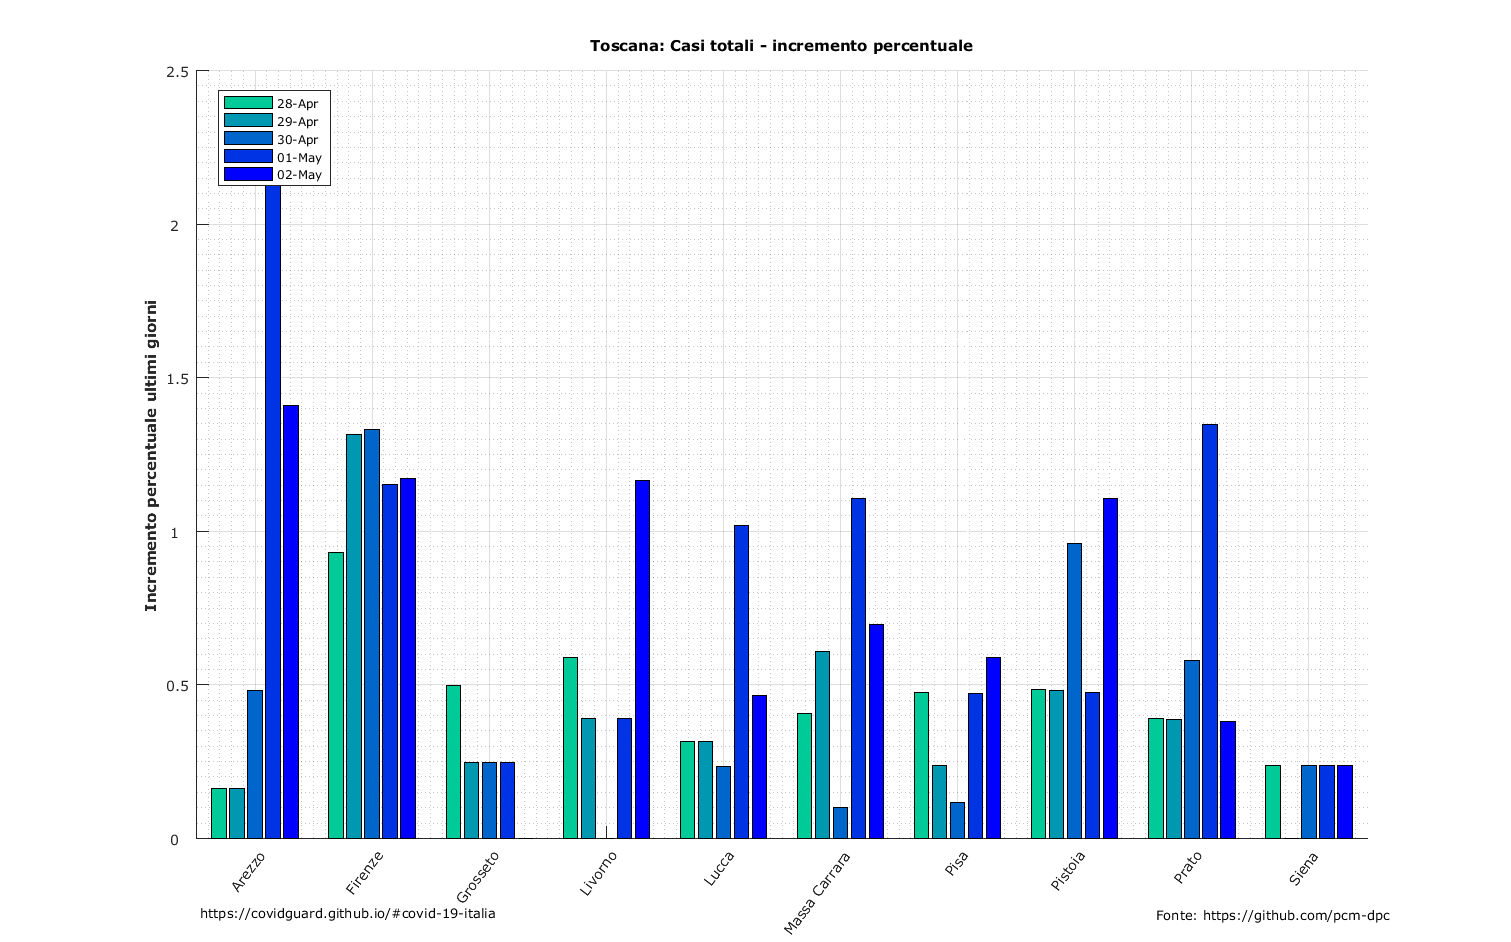 Toscana: Casi totali - incremento percentuale
2.5
2
1.5
1
0.5
0
Incremento percentuale ultimi giorni
28-Apr
29-Apr
30-Apr
01-May
02-May
Arezzo
Firenze
Grosseto
Livorno
Lucca
Massa Carrara
Pisa
Pistoia
Prato
Siena
https://covidguard.github.io/#covid-19-italia
Fonte: https://github.com/pcm-dpc